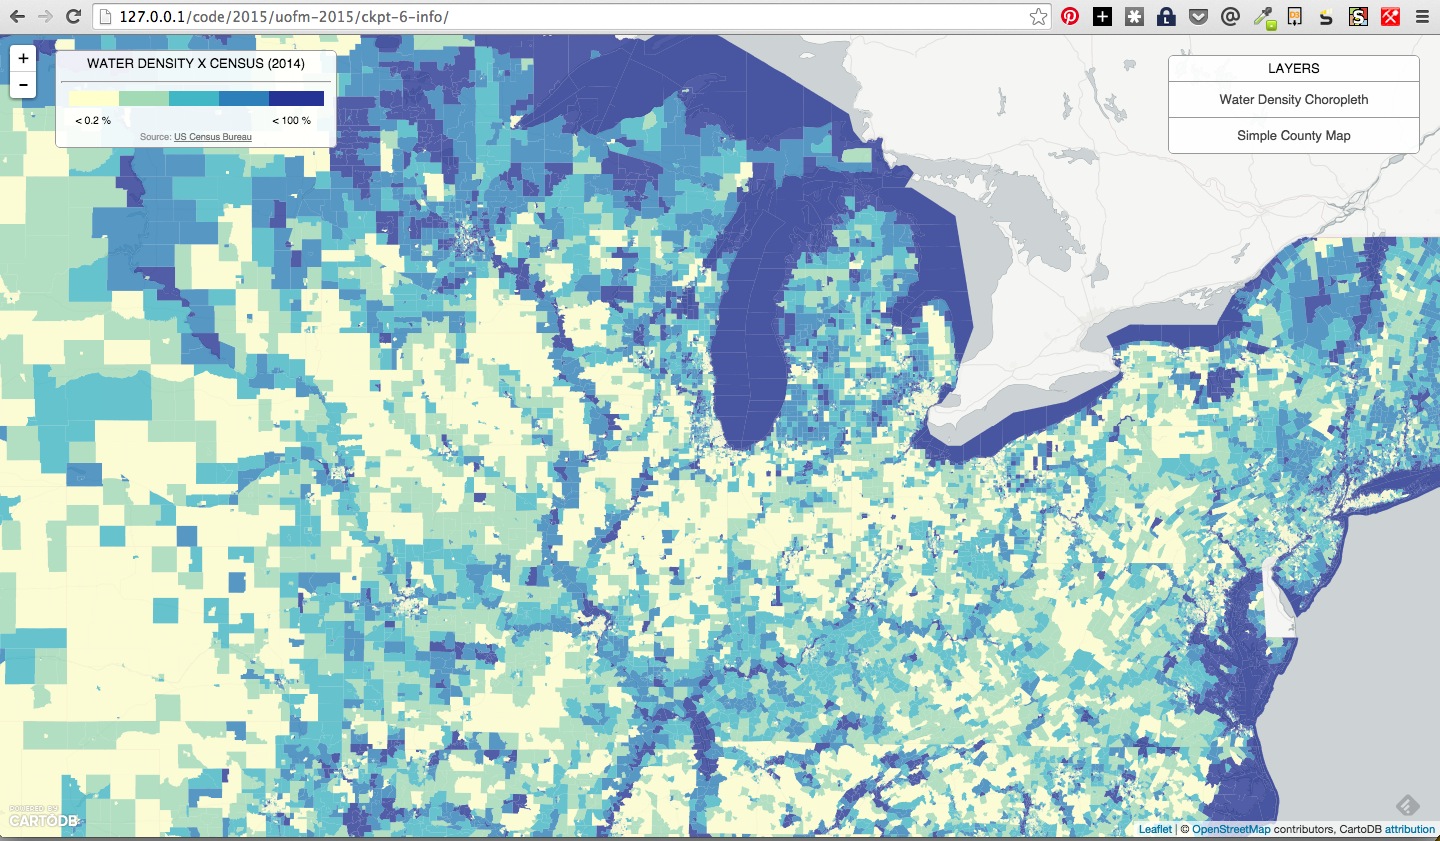 127.0.0.1/code/2015/uofm-2015/ckpt-6-info/
+
-
WATER DENSITY X CENSUS (2014)
< 0.2 %
< 100 %
Source: US Census Bureau
LAYERS
Water Density Choropleth
Simple County Map
POWERED BY
CARTODB
Leaflet | © OpenStreetMap contributors, CartoDB attribution